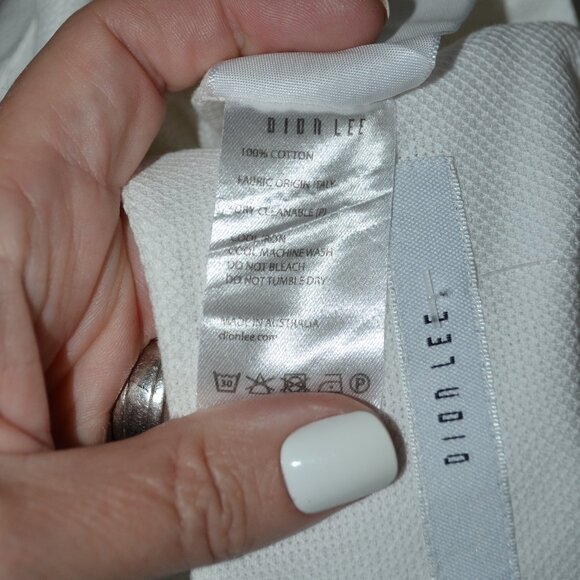 DION LEE
100% COTTON
FABRIC ORIGIN ITALY
DRY CLEANABLE (P)
COOL IRON
COOL MACHINE WASH
DO NOT BLEACH
DO NOT TUMBLE DRY
MADE IN AUSTRALIA
dionlee.com
30 P
DION LEE